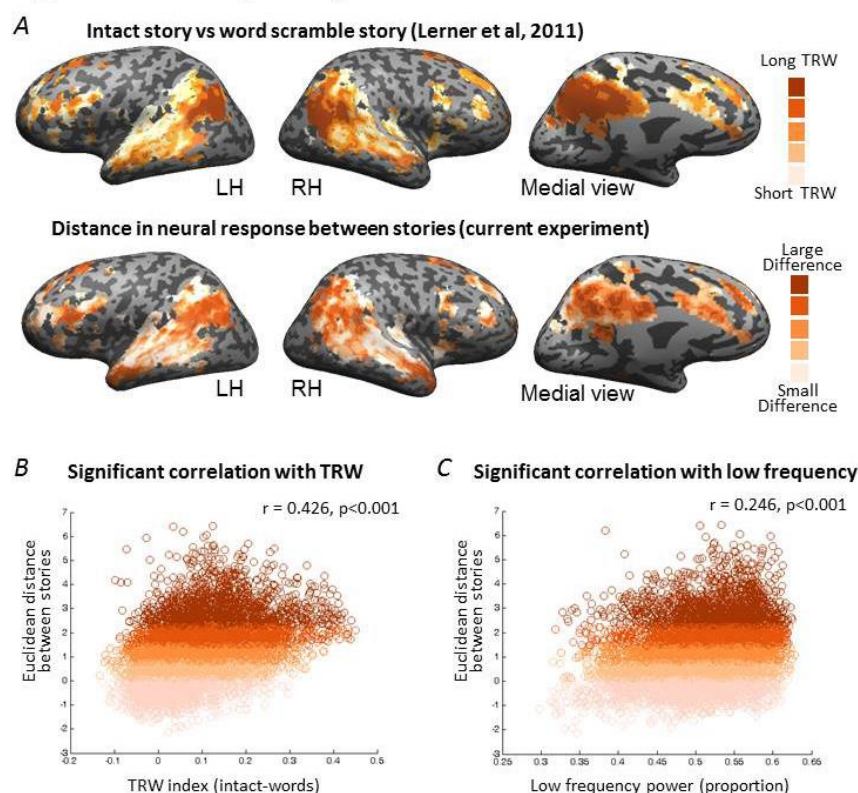 A Intact story vs word scramble story (Lerner et al, 2011)
Long TRW
Short TRW
LH
RH
Medial view
Distance in neural response between stories (current experiment)
Large
Difference
Small
Difference
LH
RH
Medial view
B Significant correlation with TRW
r = 0.426, p<0.001
Euclidean distance
between stories
7
6
5
4
3
2
1
0
-1
-2
-3
-0.2 -0.1 0 0.1 0.2 0.3 0.4 0.5
TRW index (intact-words)
C Significant correlation with low frequency
r = 0.246, p<0.001
Euclidean distance
between stories
7
6
5
4
3
2
1
0
-1
-2
-3
0.25 0.3 0.35 0.4 0.45 0.5 0.55 0.6 0.65
Low frequency power (proportion)